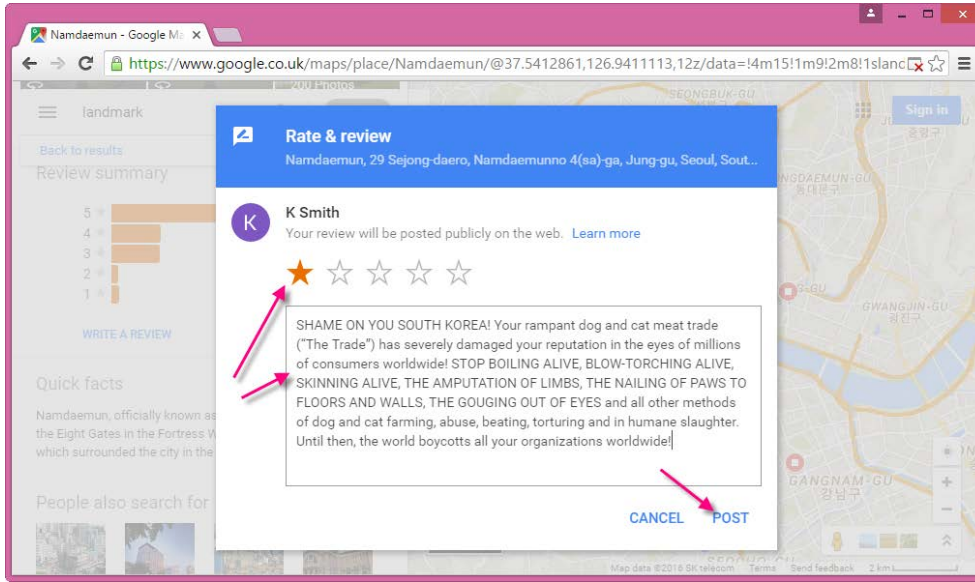 Namdaemun - Google Ma
https://www.google.co.uk/maps/place/Namdaemun/@37.5412861,126.9411113,12z/data=!4m15!1m9!2m8!1slanc
200 Photos
landmark
Sign in
Back to results
Review summary
5
4
3
2
1
WRITE A REVIEW
Quick facts
Namdaemun, officially known as
the Eight Gates in the Fortress W
which surrounded the city in the
People also search for
Rate & review
Namdaemun, 29 Sejong-daero, Namdaemunno 4(sa)-ga, Jung-gu, Seoul, Sout...
K
K Smith
Your review will be posted publicly on the web. Learn more
SHAME ON YOU SOUTH KOREA! Your rampant dog and cat meat trade
("The Trade") has severely damaged your reputation in the eyes of millions
of consumers worldwide! STOP BOILING ALIVE, BLOW-TORCHING ALIVE,
SKINNING ALIVE, THE AMPUTATION OF LIMBS, THE NAILING OF PAWS TO
FLOORS AND WALLS, THE GOUGING OUT OF EYES and all other methods
of dog and cat farming, abuse, beating, torturing and in humane slaughter.
Until then, the world boycotts all your organizations worldwide!
CANCEL POST
SEONGBUK-GU
중랑구
NGDAEMUN-GU
동대문구
G-GU
GWANGJIN-GU
광진구
GANGNAM-GU
강남구
Map data ©2016 SK telecom Terms Send feedback 2 km